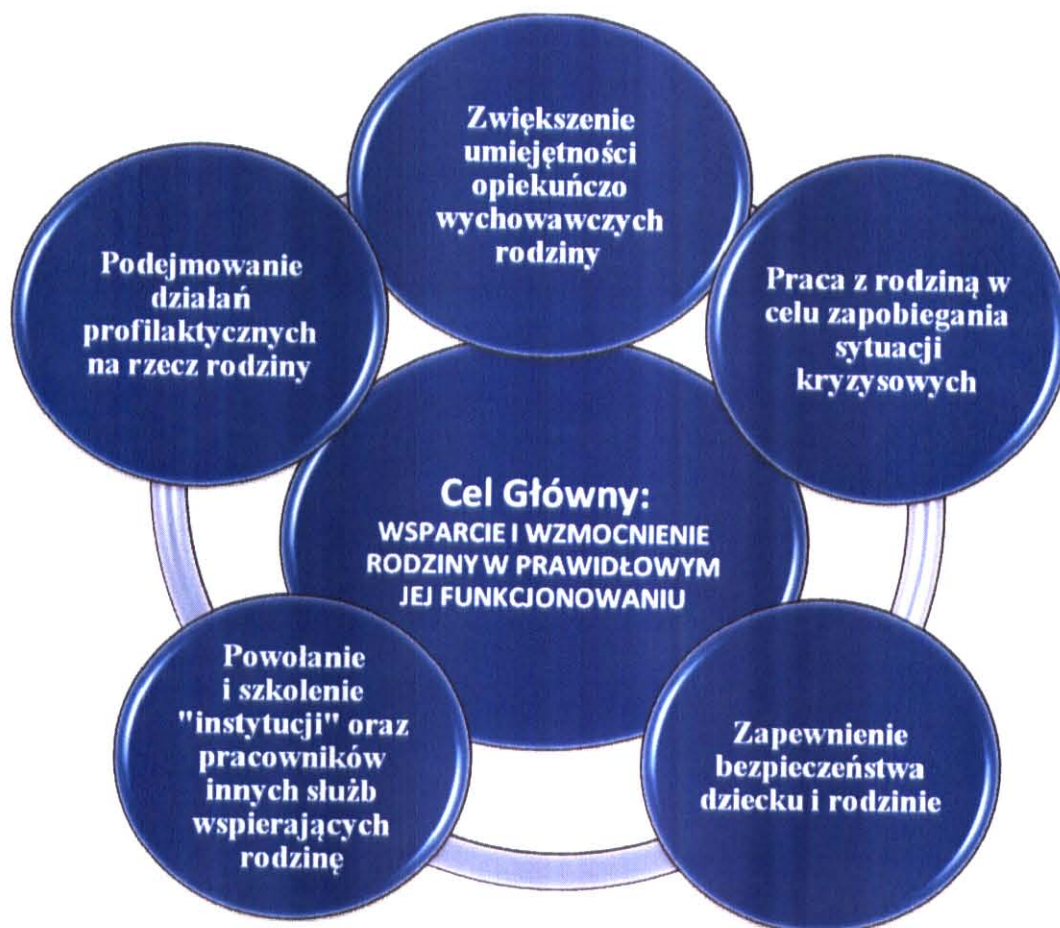 Zwiększenie
umiejętności
opiekuńczo
wychowawczych
rodziny
Praca z rodziną w
celu zapobiegania
sytuacji
kryzysowych
Zapewnienie
bezpieczeństwa
dziecku i rodzinie
Powołanie
i szkolenie
"instytucji" oraz
pracowników
innych służb
wspierających
rodzinę
Podejmowanie
działań
profilaktycznych
na rzecz rodziny
Cel Główny:
WSPARCIE I WZMOCNIENIE
RODZINY W PRAWIDŁOWYM
JEJ FUNKCJONOWANIU